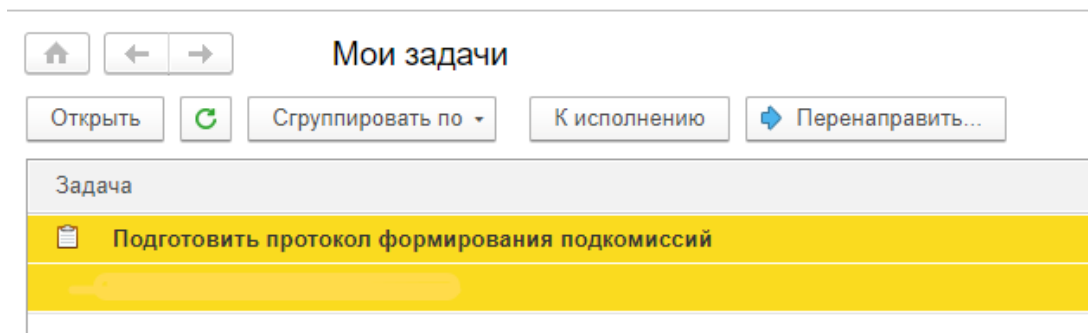 Мои задачи
Открыть Сгруппировать по К исполнению Перенаправить...
Задача
Подготовить протокол формирования подкомиссий